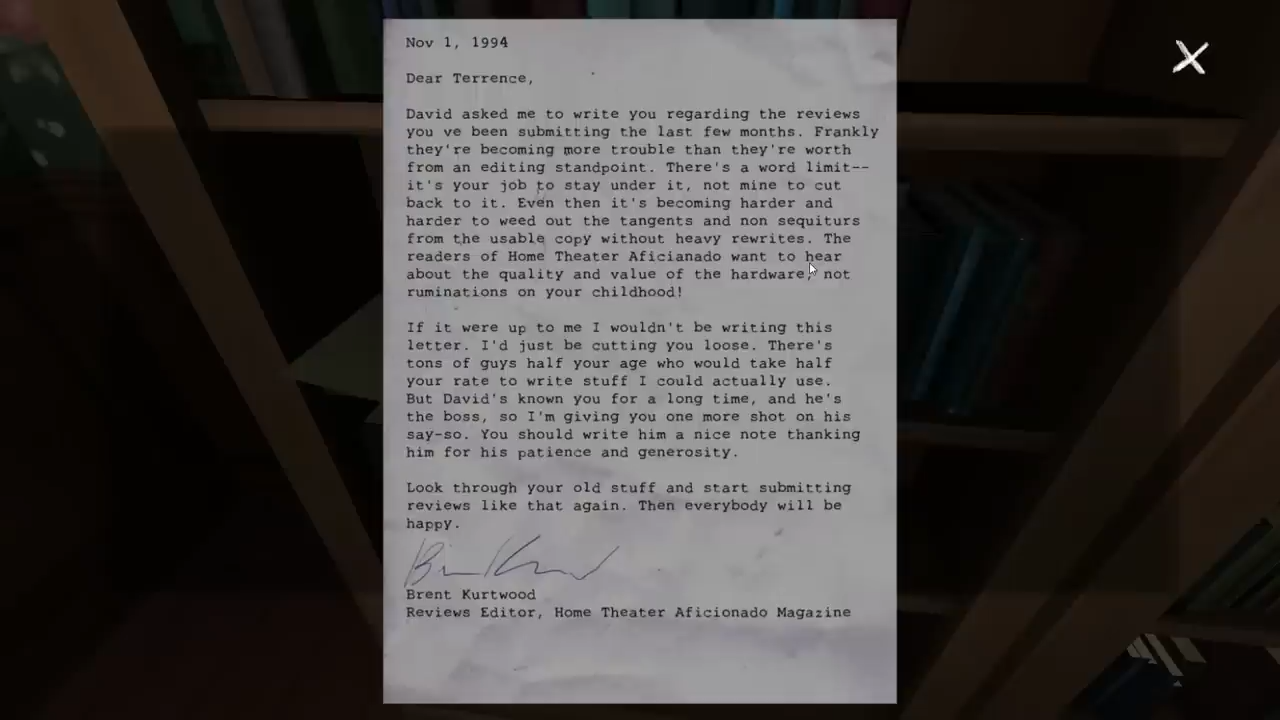 Nov 1, 1994
Dear Terrence,
David asked me to write you regarding the reviews
you ve been submitting the last few months. Frankly
they're becoming more trouble than they're worth
from an editing standpoint. There's a word limit--
it's your job to stay under it, not mine to cut
back to it. Even then it's becoming harder and
harder to weed out the tangents and non sequiturs
from the usable copy without heavy rewrites. The
readers of Home Theater Aficianado want to hear
about the quality and value of the hardware, not
ruminations on your childhood!
If it were up to me I wouldn't be writing this
letter. I'd just be cutting you loose. There's
tons of guys half your age who would take half
your rate to write stuff I could actually use.
But David's known you for a long time, and he's
the boss, so I'm giving you one more shot on his
say-so. You should write him a nice note thanking
him for his patience and generosity.
Look through your old stuff and start submitting
reviews like that again. Then everybody will be
happy.
Brent Kurtwood
Reviews Editor, Home Theater Aficionado Magazine